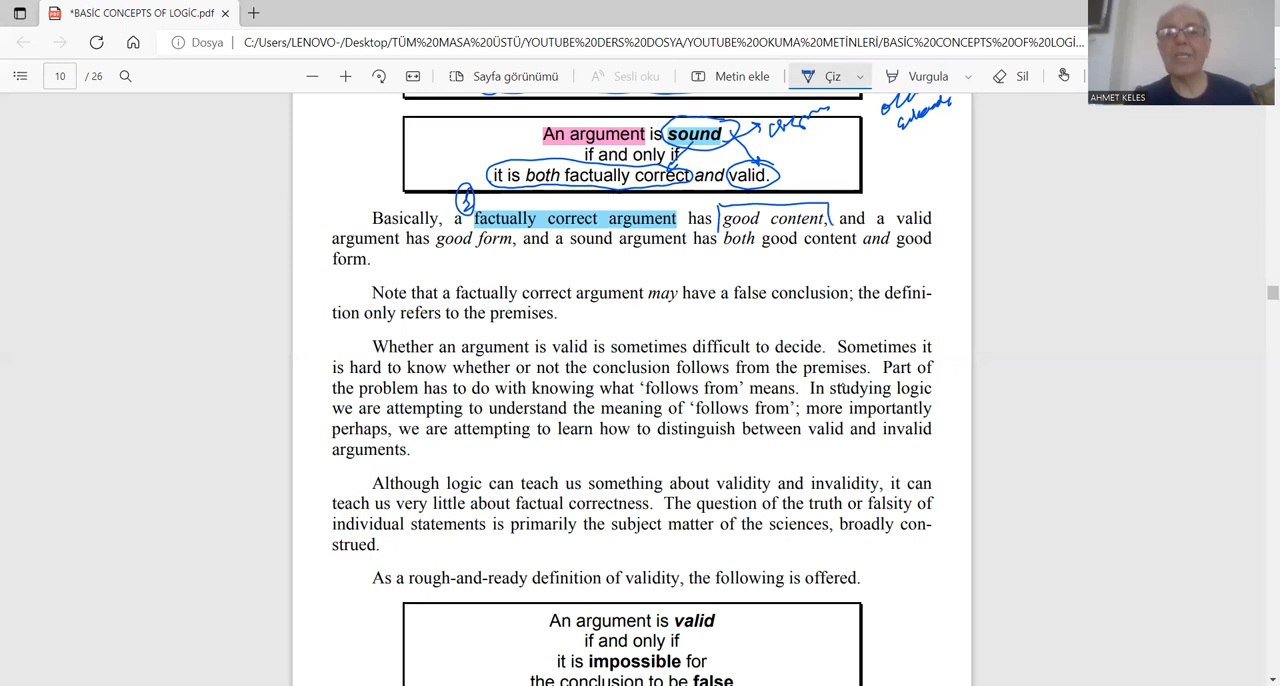 *BASIC CONCEPTS OF LOGİC.pdf
Dosya
C:/Users/LENOVO-/Desktop/TÜM%20MASA%20ÜSTÜ/YOUTUBE%20DERS%20DOSYA/YOUTUBE%20OKUMA%20METİNLERİ/BASİC%20CONCEPTS%20OF%20LOGİ...
10 / 26
Sayfa görünümü
Sesli oku
Metin ekle
Çiz
Vurgula
Sil
AHMET KELES
An argument is sound
if and only if
it is both factually correct and valid.
Basically, a factually correct argument has good content, and a valid
argument has good form, and a sound argument has both good content and good
form.
Note that a factually correct argument may have a false conclusion; the defini-
tion only refers to the premises.
Whether an argument is valid is sometimes difficult to decide. Sometimes it
is hard to know whether or not the conclusion follows from the premises. Part of
the problem has to do with knowing what ‘follows from’ means. In studying logic
we are attempting to understand the meaning of ‘follows from’; more importantly
perhaps, we are attempting to learn how to distinguish between valid and invalid
arguments.
Although logic can teach us something about validity and invalidity, it can
teach us very little about factual correctness. The question of the truth or falsity of
individual statements is primarily the subject matter of the sciences, broadly con-
strued.
As a rough-and-ready definition of validity, the following is offered.
An argument is valid
if and only if
it is impossible for
the conclusion to be false